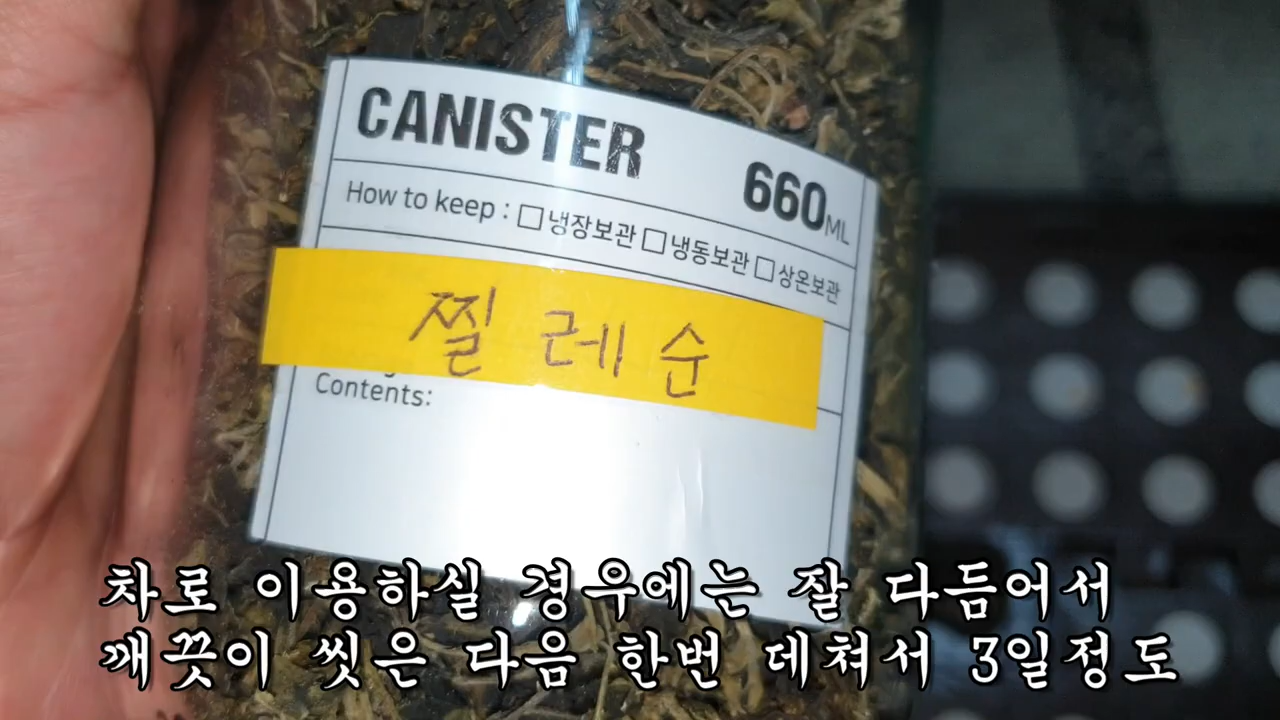 CANISTER
660ML
How to keep : □냉장보관 □냉동보관 □상온보관
찔레순
Contents:
차로 이용하실 경우에는 잘 다듬어서
깨끗이 씻은 다음 한번 데쳐서 3일정도